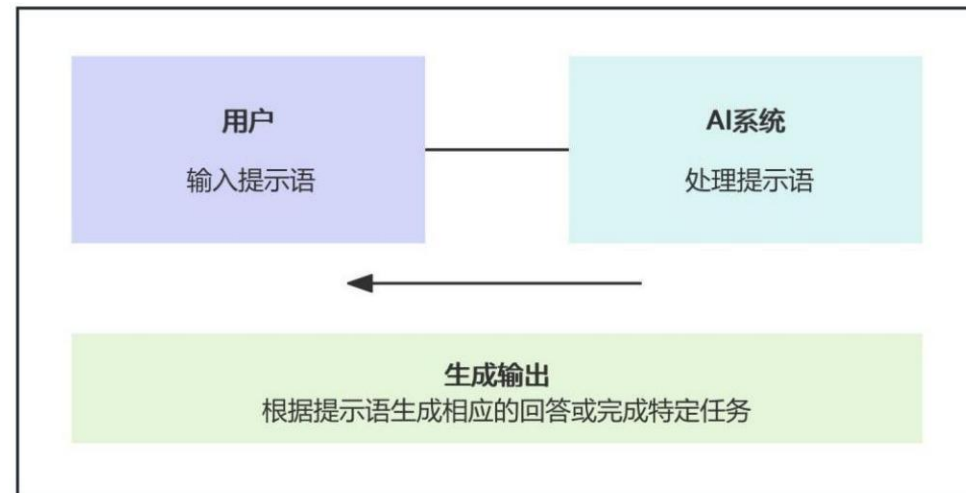 用户
输入提示语
AI系统
处理提示语
生成输出
根据提示语生成相应的回答或完成特定任务